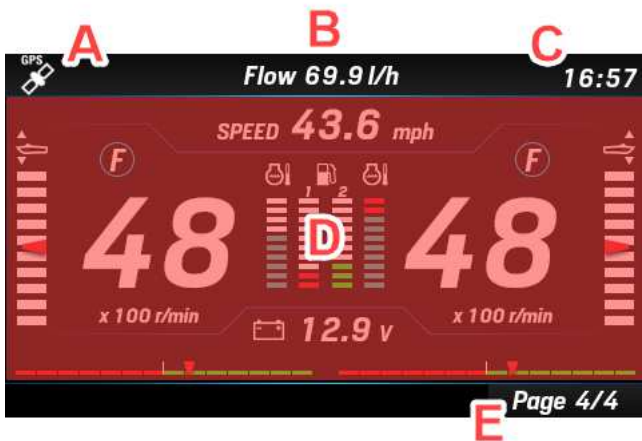 A
B
C
GPS
Flow 69.9 l/h
16:57
SPEED 43.6 mph
F
F
1
2
48
D
48
x 100 r/min
x 100 r/min
12.9 V
Page 4/4
E